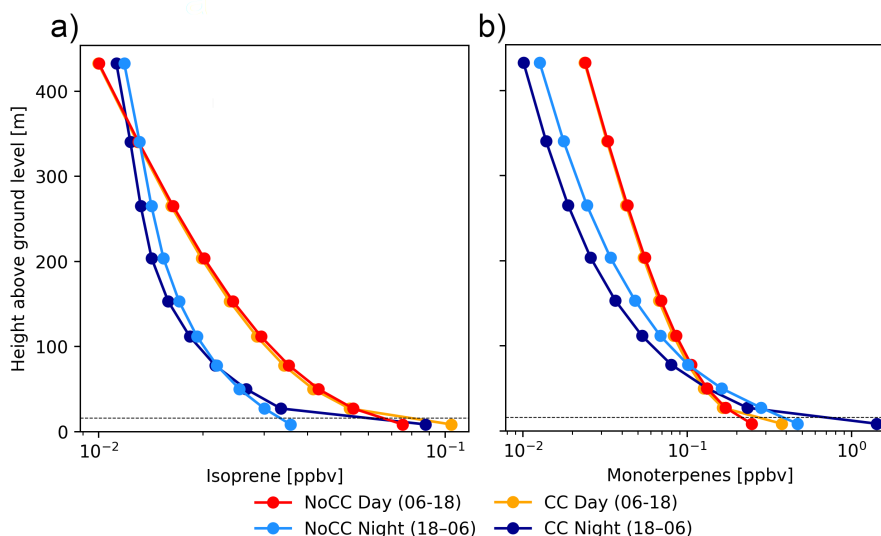 a) b)
400
300
200
100
0
Height above ground level [m]
10⁻² 10⁻¹ 10⁻² 10⁻¹ 10⁰
Isoprene [ppbv] Monoterpenes [ppbv]
NoCC Day (06-18) CC Day (06-18)
NoCC Night (18–06) CC Night (18–06)